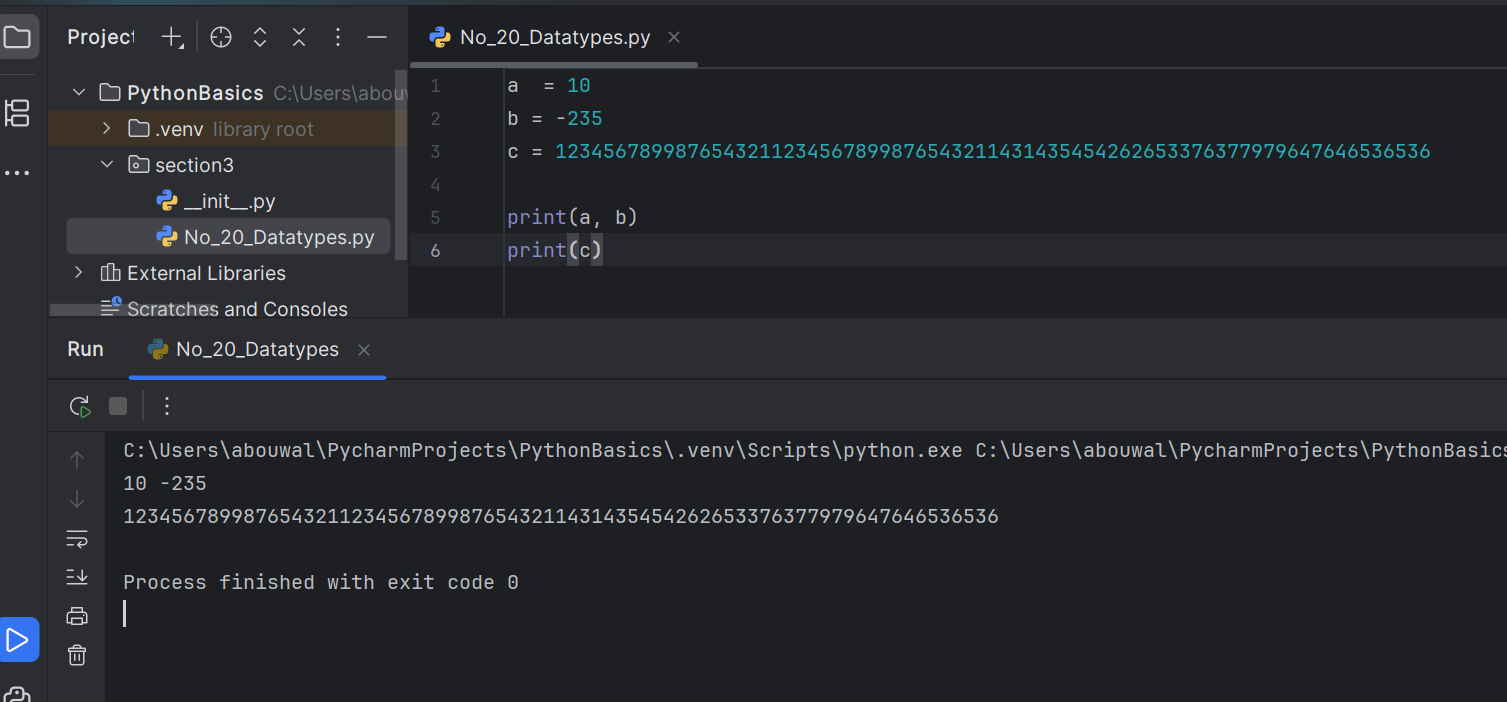 Project
No_20_Datatypes.py
PythonBasics C:\Users\abouw
.venv library root
section3
__init__.py
No_20_Datatypes.py
External Libraries
Scratches and Consoles
1 a  = 10
2 b = -235
3 c = 1234567899876543211234567899876543211431435454262653376377979647646536536
4
5 print(a, b)
6 print(c)
Run No_20_Datatypes
C:\Users\abouwal\PycharmProjects\PythonBasics\.venv\Scripts\python.exe C:\Users\abouwal\PycharmProjects\PythonBasics
10 -235
1234567899876543211234567899876543211431435454262653376377979647646536536
Process finished with exit code 0